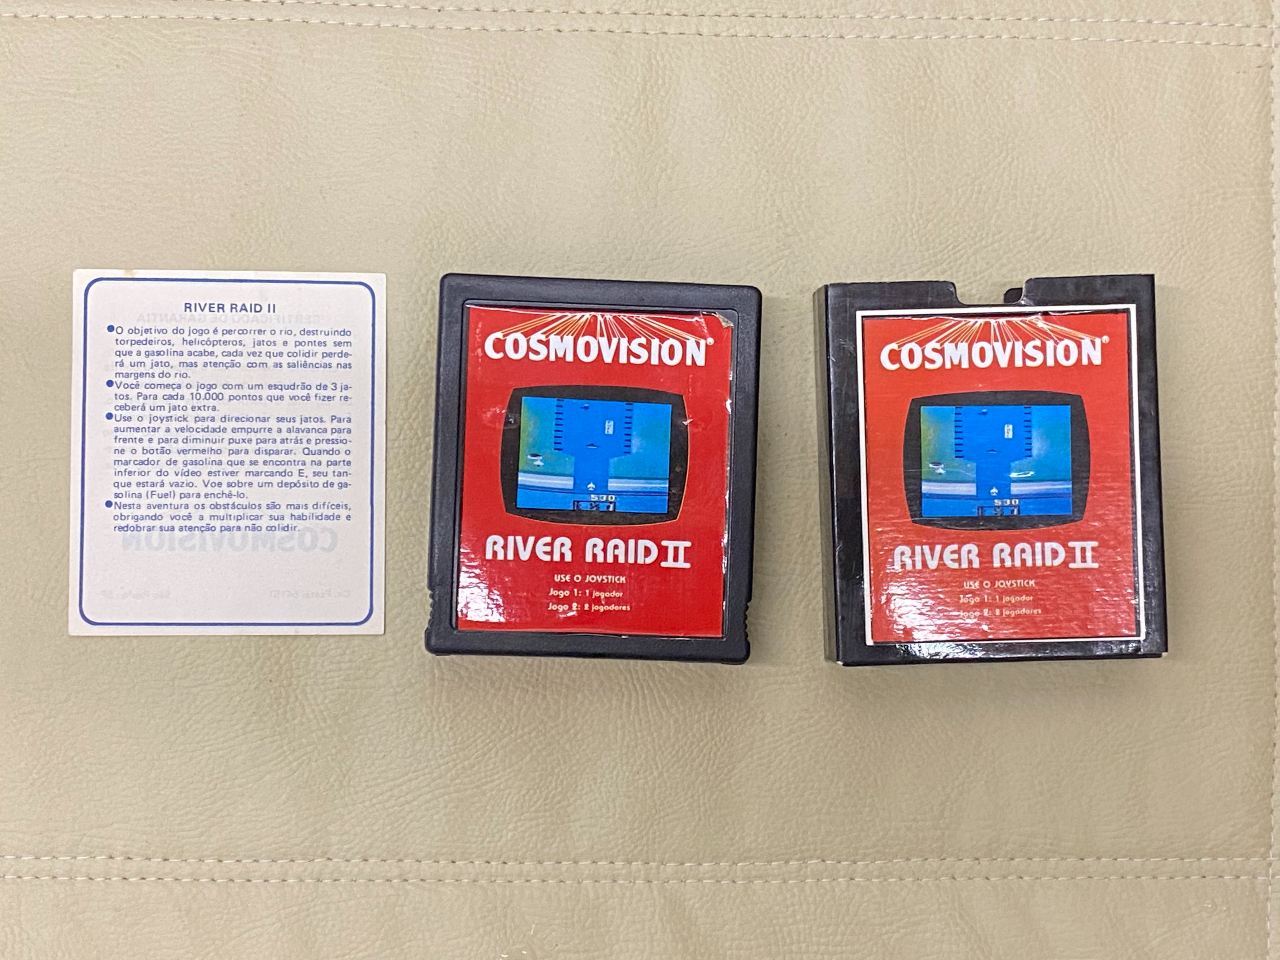 RIVER RAID II
●O objetivo do jogo é percorrer o rio, destruindo
torpedeiros, helicópteros, jatos e pontes sem
que a gasolina acabe, cada vez que colidir perde-
rá um jato, mas atenção com as saliências nas
margens do rio.
●Você começa o jogo com um esqudrão de 3 ja-
tos. Para cada 10.000 pontos que você fizer re-
ceberá um jato extra.
●Use o joystick para direcionar seus jatos. Para
aumentar a velocidade empurre a alavanca para
frente e para diminuir puxe para atrás e pressio-
ne o botão vermelho para disparar. Quando o
marcador de gasolina que se encontra na parte
inferior do vídeo estiver marcando E, seu tan-
que estará vazio. Voe sobre um depósito de ga-
solina (Fuel) para enchê-lo.
●Nesta aventura os obstáculos são mais difíceis,
obrigando você a multiplicar sua habilidade e
redobrar sua atenção para não colidir.
COSMOVISION®
530
RIVER RAID II
USE O JOYSTICK
Jogo 1: 1 jogador
Jogo 2: 2 jogadores
COSMOVISION®
530
RIVER RAID II
USE O JOYSTICK
Jogo 1: 1 jogador
Jogo 2: 2 jogadores